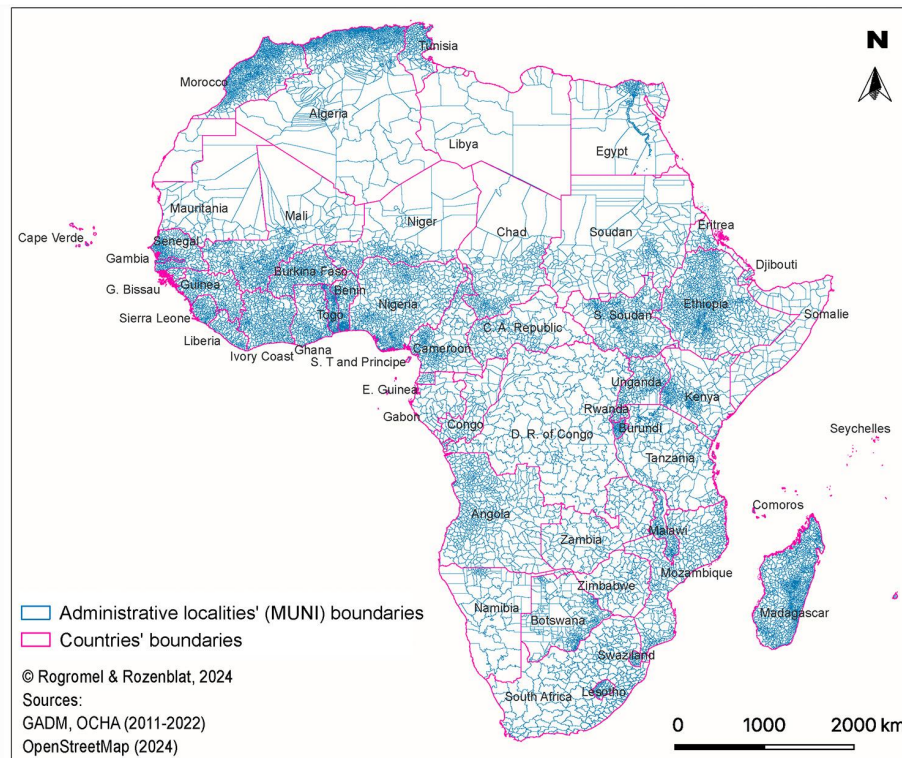 N
Tunisia
Morocco
Algeria
Libya
Egypt
Mauritania
Mali
Niger
Chad
Soudan
Eritrea
Cape Verde
Senegal
Gambia
Djibouti
Burkina Faso
G. Bissau
Guinea
Benin
Nigeria
Ethiopia
Sierra Leone
Togo
Somalie
Liberia
C. A. Republic
S. Soudan
Ivory Coast
Ghana
Cameroon
S. T and Principe
E. Guinea
Unganda
Kenya
Gabon
Rwanda
Congo
D. R. of Congo
Burundi
Seychelles
Tanzania
Comoros
Angola
Malawi
Zambia
Mozambique
Zimbabwe
Namibia
Botswana
Madagascar
Swaziland
South Africa
Lesotho
Administrative localities' (MUNI) boundaries
Countries' boundaries
© Rogromel & Rozenblat, 2024
Sources:
GADM, OCHA (2011-2022)
OpenStreetMap (2024)
0 1000 2000 km